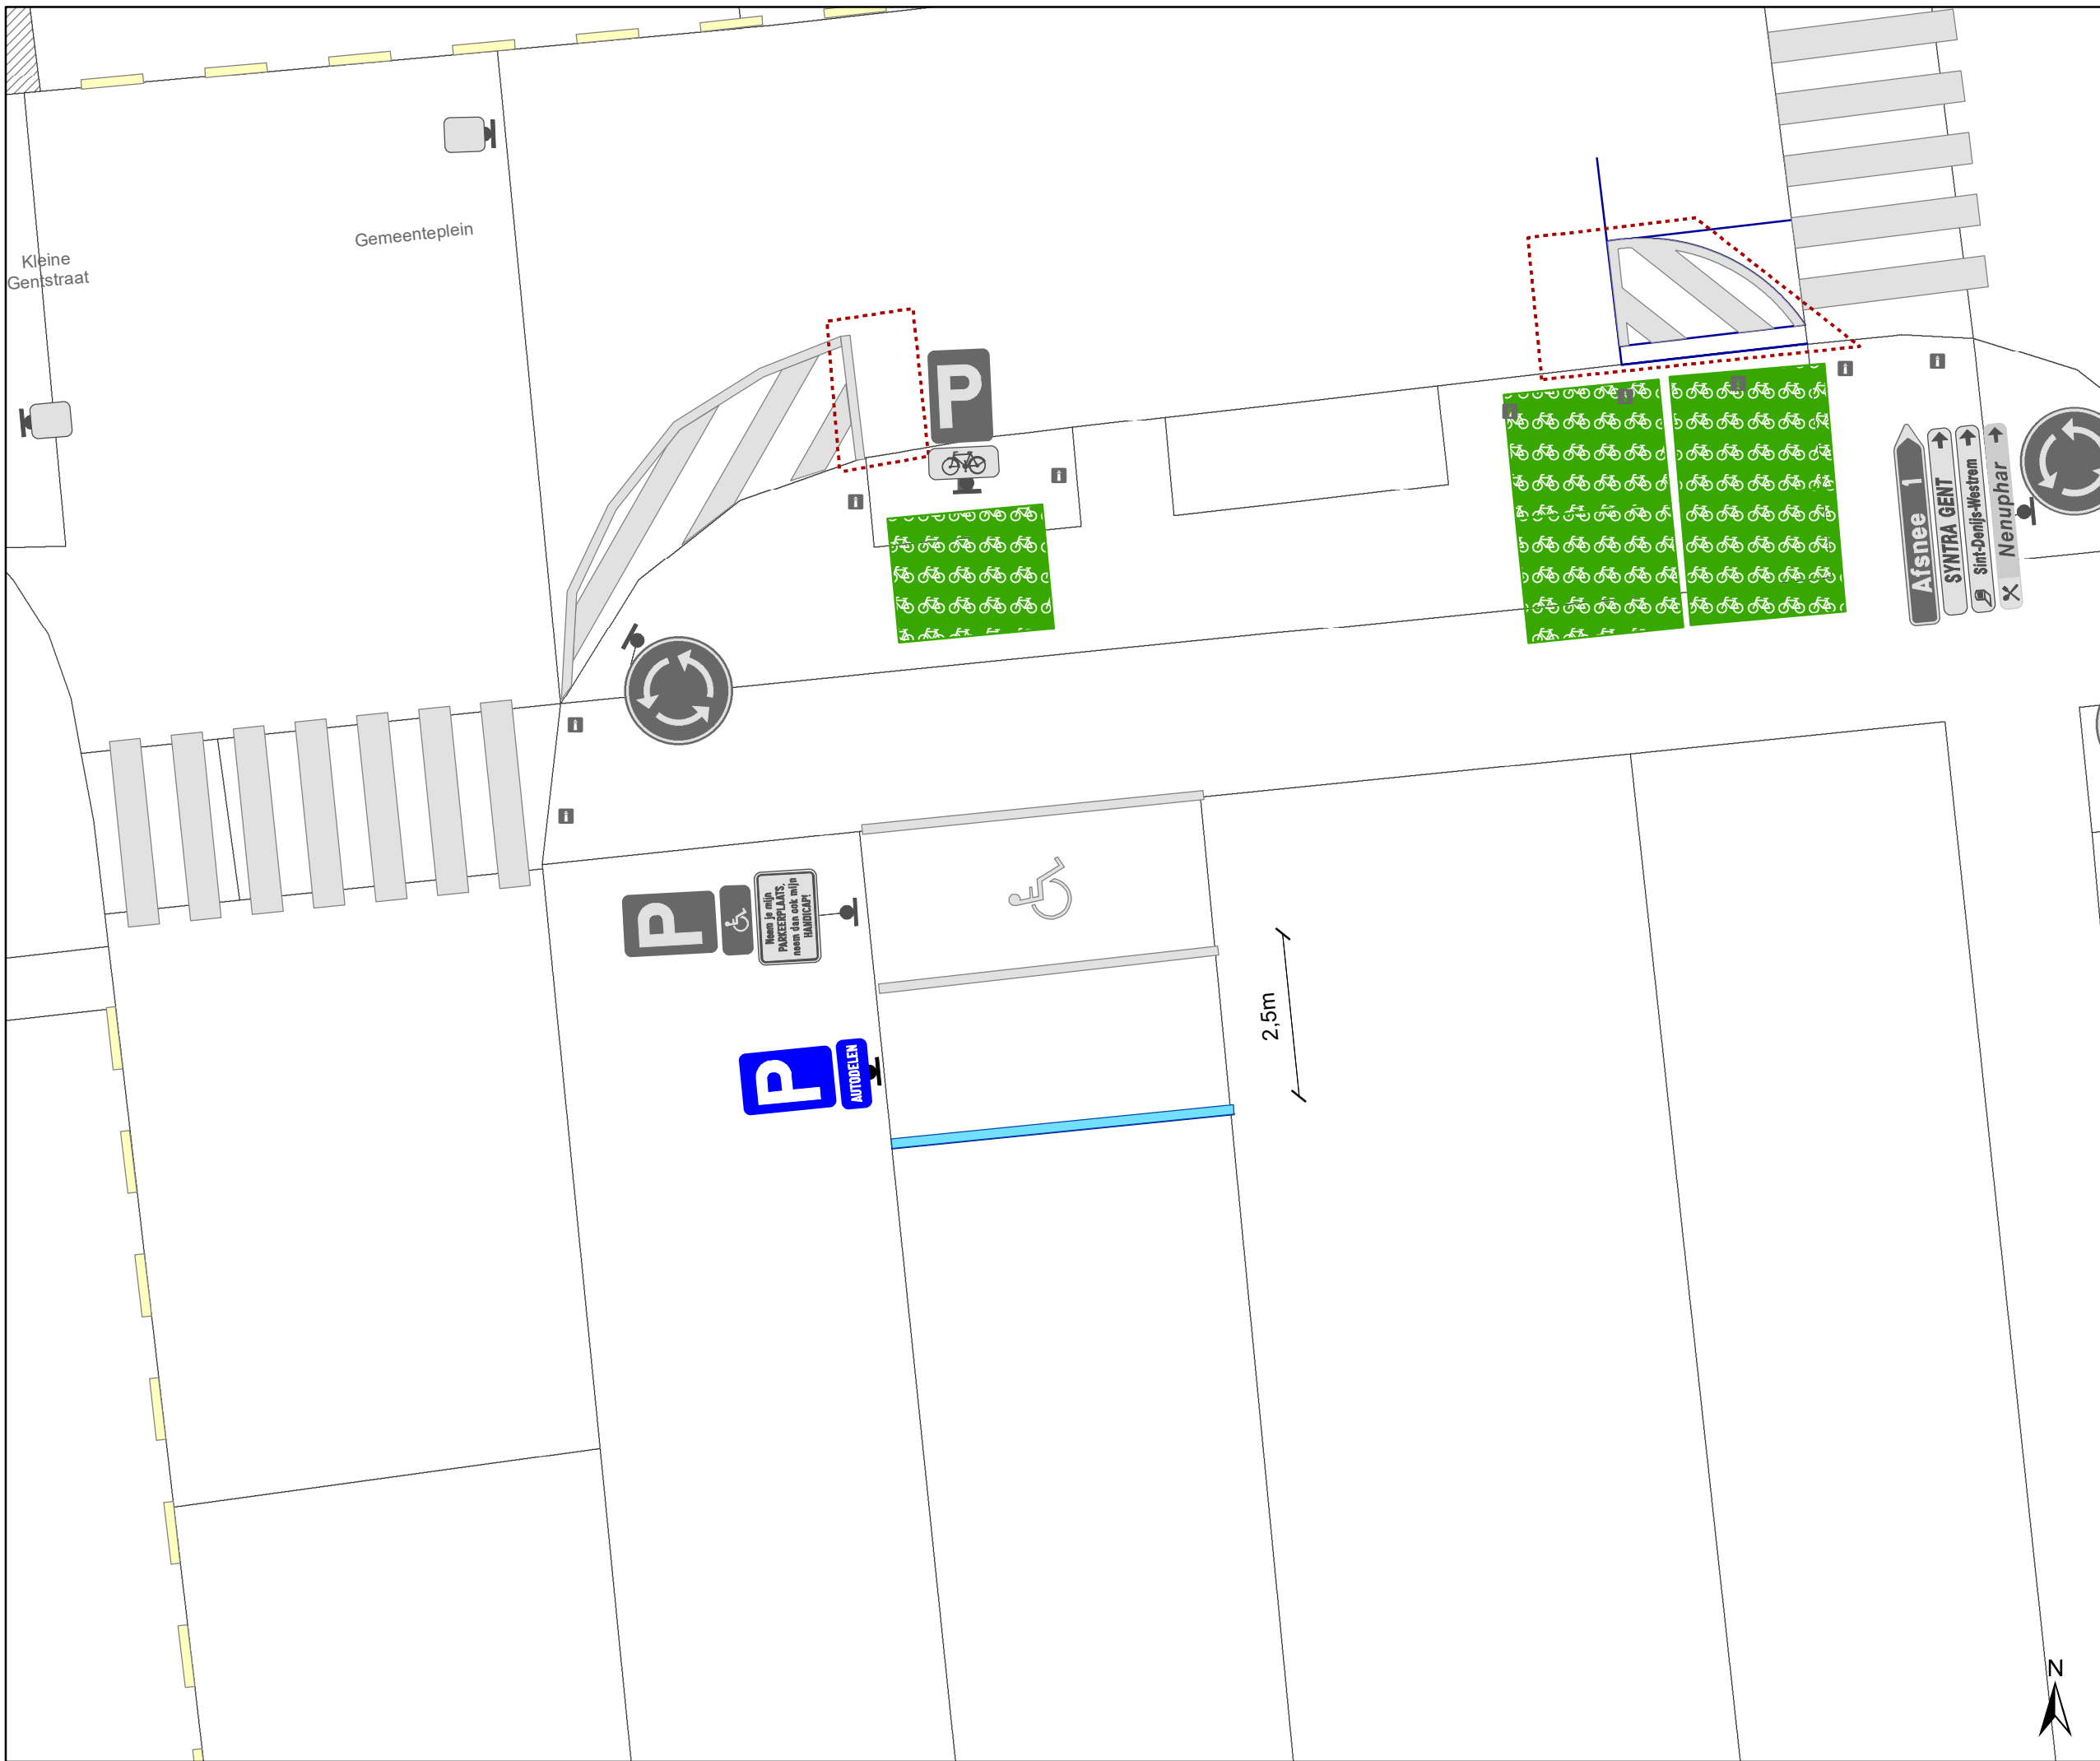 Gemeenteplein
Kleine
Gentstraat
P
Afsnee 1
SYNTRA GENT
Sint-Denijs-Westrem
Nenuphar
P
Neem je mijn
PARKEERPLAATS,
neem dan ook mijn
HANDICAP!
2,5m
P
AUTODELEN
N